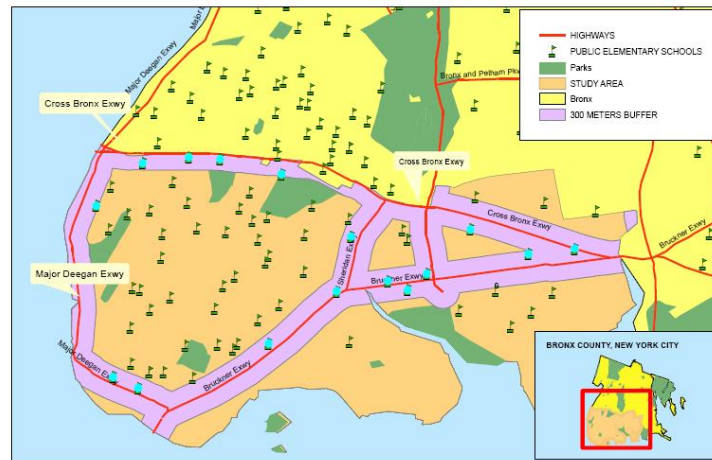 Major Deegan Exwy
Cross Bronx Exwy
Bronx and Pelham Pkw
HIGHWAYS
PUBLIC ELEMENTARY SCHOOLS
Parks
STUDY AREA
Bronx
300 METERS BUFFER
Cross Bronx Exwy
Cross Bronx Exwy
Bruckner Exwy
Sheridan Exwy
Bruckner Exwy
Major Deegan Exwy
Major Deegan Exwy
Bruckner Exwy
BRONX COUNTY, NEW YORK CITY